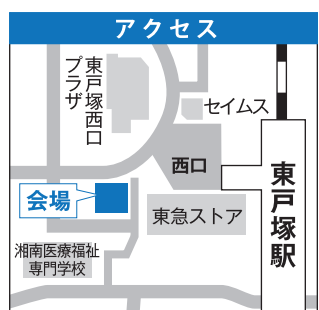 アクセス
東戸塚西口
プラザ
セイムス
西口
東戸塚駅
会場
東急ストア
湘南医療福祉
専門学校